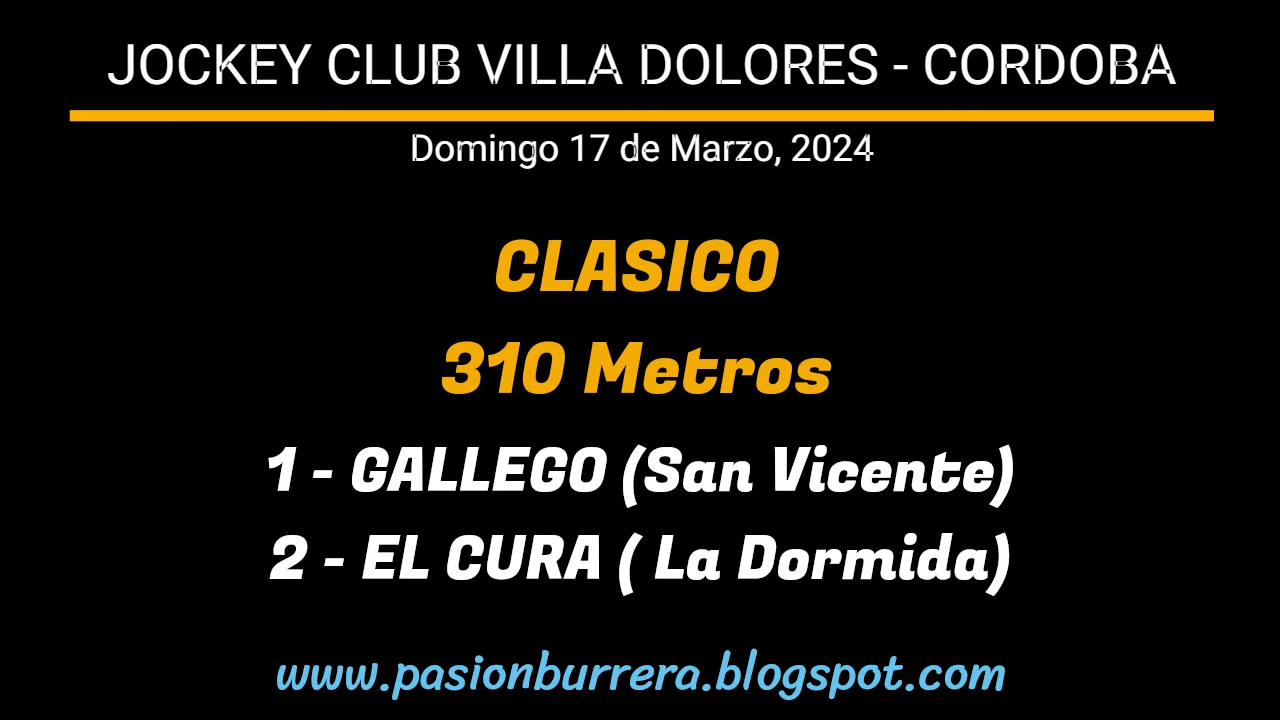 JOCKEY CLUB VILLA DOLORES - CORDOBA
Domingo 17 de Marzo, 2024
CLASICO
310 Metros
1 - GALLEGO (San Vicente)
2 - EL CURA ( La Dormida)
www.pasionburrera.blogspot.com